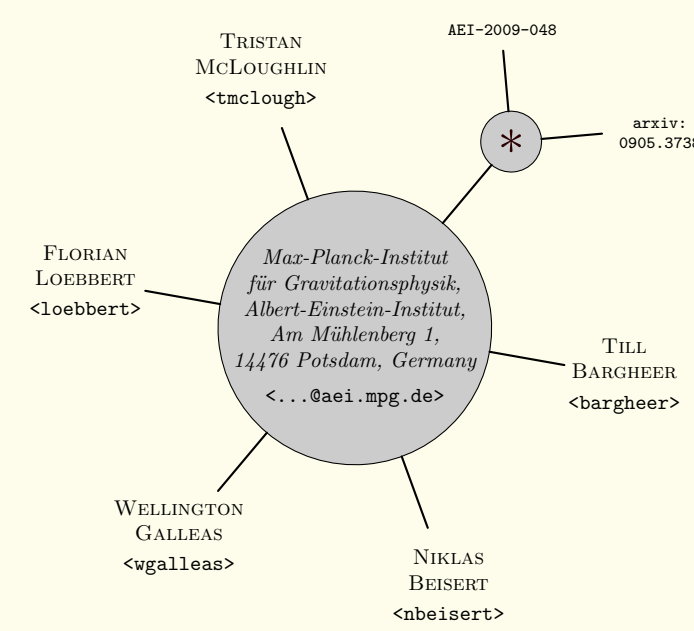 AEI-2009-048
Tristan
McLoughlin
<tmclough>
arxiv:
0905.3738
*
Florian
Loebbert
<loebbert>
Max-Planck-Institut
für Gravitationsphysik,
Albert-Einstein-Institut,
Am Mühlenberg 1,
14476 Potsdam, Germany
<...@aei.mpg.de>
Till
Bargheer
<bargheer>
Wellington
Galleas
<wgalleas>
Niklas
Beisert
<nbeisert>